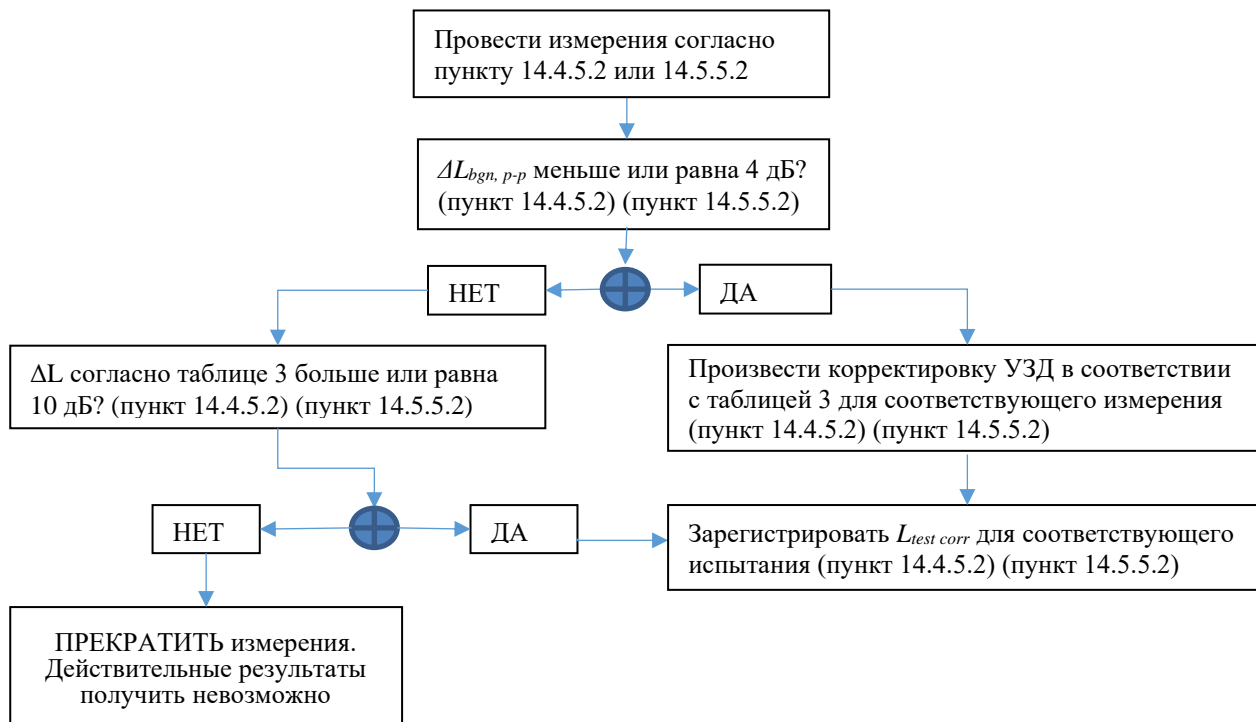 Провести измерения согласно
пункту 14.4.5.2 или 14.5.5.2
ΔLbgn, p-p меньше или равна 4 дБ?
(пункт 14.4.5.2) (пункт 14.5.5.2)
НЕТ
ДА
ΔL согласно таблице 3 больше или равна
10 дБ? (пункт 14.4.5.2) (пункт 14.5.5.2)
Произвести корректировку УЗД в соответствии
с таблицей 3 для соответствующего измерения
(пункт 14.4.5.2) (пункт 14.5.5.2)
НЕТ
ДА
Зарегистрировать Ltest corr для соответствующего
испытания (пункт 14.4.5.2) (пункт 14.5.5.2)
ПРЕКРАТИТЬ измерения.
Действительные результаты
получить невозможно